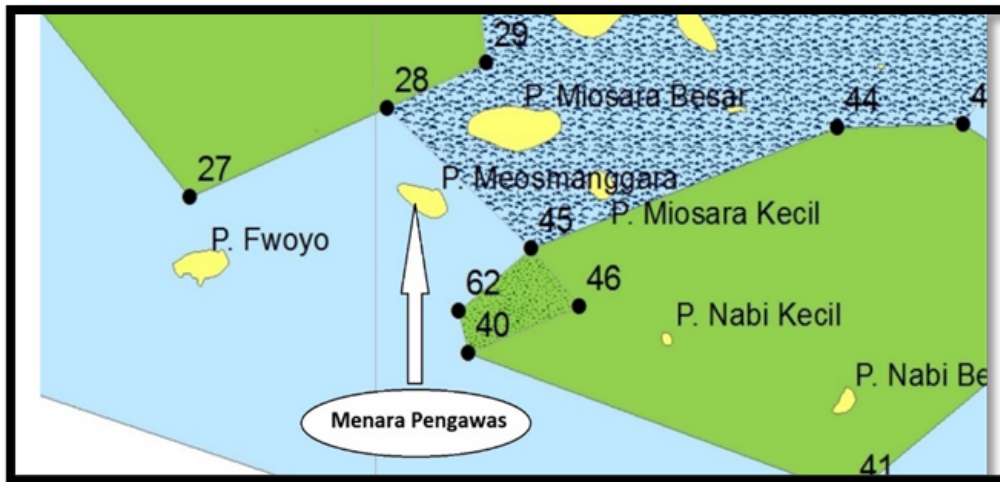 29
28
P. Miosara Besar
44
4
27
P. Meosmanggara
45
P. Miosara Kecil
P. Fwoyo
62
46
40
P. Nabi Kecil
P. Nabi Be
Menara Pengawas
41